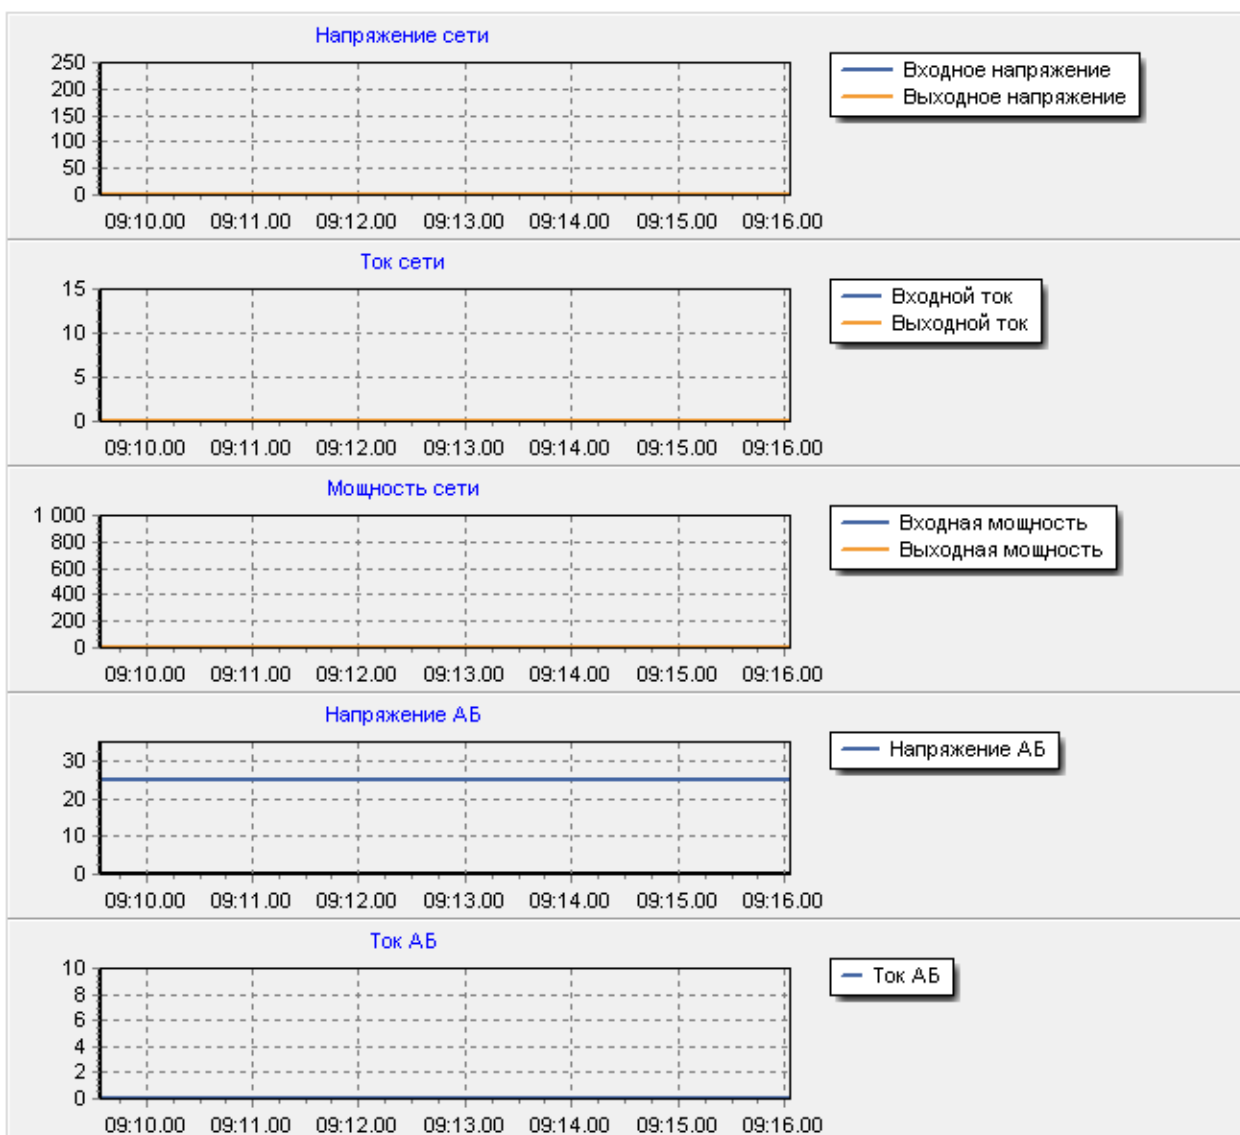 Напряжение сети
250
200
150
100
50
0
09:10.00 09:11.00 09:12.00 09:13.00 09:14.00 09:15.00 09:16.00
Входное напряжение
Выходное напряжение
Ток сети
15
10
5
0
09:10.00 09:11.00 09:12.00 09:13.00 09:14.00 09:15.00 09:16.00
Входной ток
Выходной ток
Мощность сети
1 000
800
600
400
200
0
09:10.00 09:11.00 09:12.00 09:13.00 09:14.00 09:15.00 09:16.00
Входная мощность
Выходная мощность
Напряжение АБ
30
20
10
0
09:10.00 09:11.00 09:12.00 09:13.00 09:14.00 09:15.00 09:16.00
Напряжение АБ
Ток АБ
10
8
6
4
2
0
09:10.00 09:11.00 09:12.00 09:13.00 09:14.00 09:15.00 09:16.00
Ток АБ